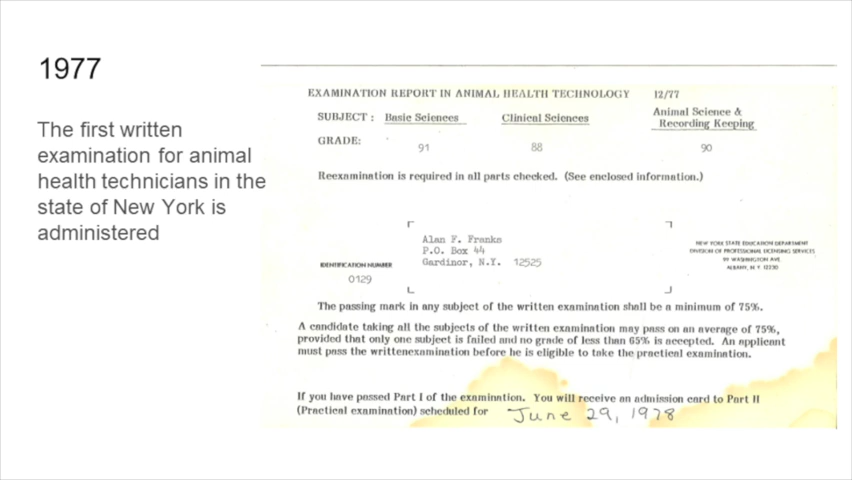 1977
The first written
examination for animal
health technicians in the
state of New York is
administered
EXAMINATION REPORT IN ANIMAL HEALTH TECHNOLOGY 12/77
SUBJECT : Basic Sciences Clinical Sciences Animal Science &
Recording Keeping
GRADE: 91 88 90
Reexamination is required in all parts checked. (See enclosed information.)
Alan F. Franks
P.O. Box 44
Gardinor, N.Y. 12525
IDENTIFICATION NUMBER
0129
NEW YORK STATE EDUCATION DEPARTMENT
DIVISION OF PROFESSIONAL LICENSING SERVICES
99 WASHINGTON AVE.
ALBANY, N. Y. 12230
The passing mark in any subject of the written examination shall be a minimum of 75%.
A candidate taking all the subjects of the written examination may pass on an average of 75%,
provided that only one subject is failed and no grade of less than 65% is accepted. An applicant
must pass the writtenexamination before he is eligible to take the practical examination.
If you have passed Part I of the examination. You will receive an admission card to Part II
(Practical examination) scheduled for June 29, 1978